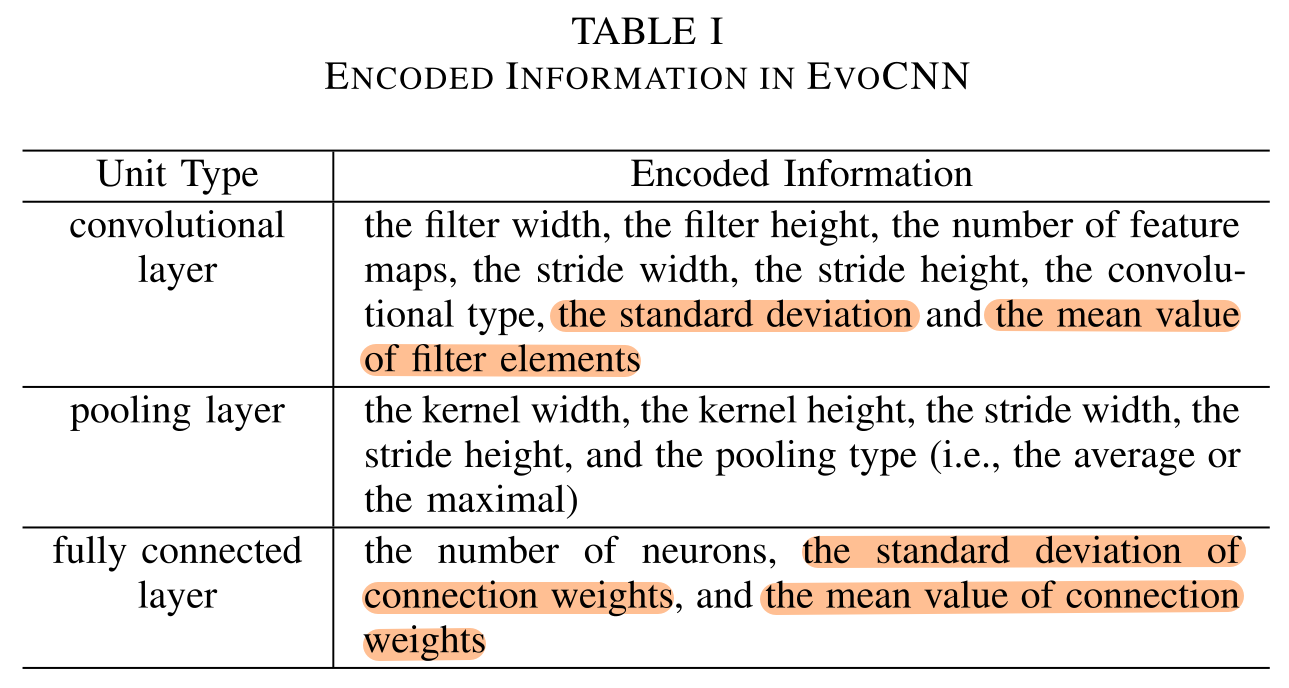 TABLE I
ENCODED INFORMATION IN EVOCNN
Unit Type Encoded Information
convolutional layer
the filter width, the filter height, the number of feature
maps, the stride width, the stride height, the convolu-
tional type, the standard deviation and the mean value
of filter elements
pooling layer
the kernel width, the kernel height, the stride width, the
stride height, and the pooling type (i.e., the average or
the maximal)
fully connected layer
the number of neurons, the standard deviation of
connection weights, and the mean value of connection
weights